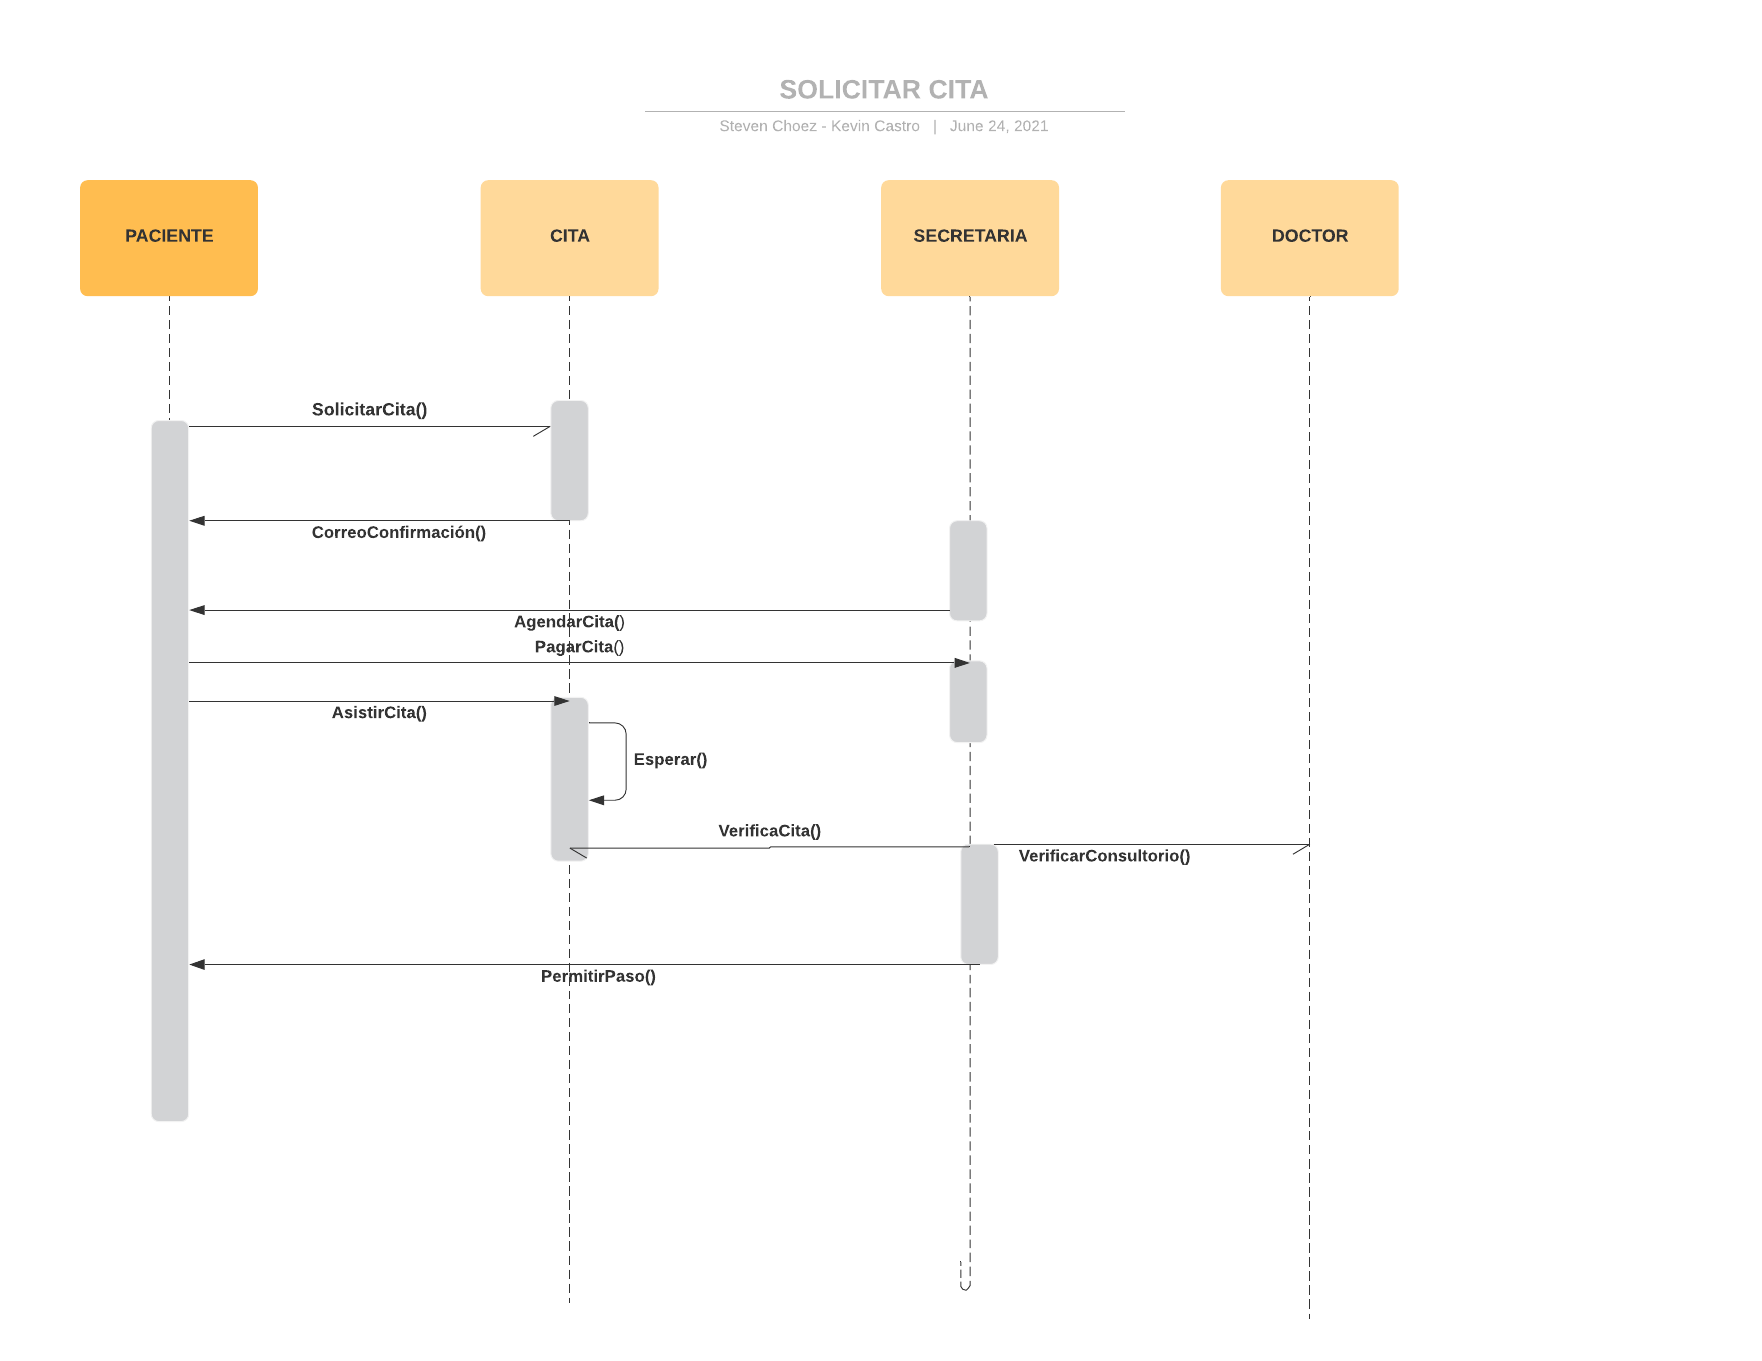 SOLICITAR CITA
Steven Choez - Kevin Castro | June 24, 2021
PACIENTE
CITA
SECRETARIA
DOCTOR
SolicitarCita()
CorreoConfirmación()
AgendarCita()
PagarCita()
AsistirCita()
Esperar()
VerificaCita()
VerificarConsultorio()
PermitirPaso()